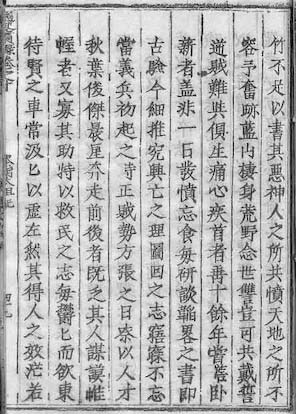 竹不足以書其惡神人之所共憤天地之所不
容予奮跡藍山棲身荒野念世讐豈可共戴誓
逆賊難與俱生痛心疾首者再十餘年嘗胆卧
薪者盖非一日發憤忘食每研談韜畧之書即
古驗今細推究興亡之理圖回之志寤寐不忘
當義兵初起之時正賊勢方張之日奈以人才
秋葉俊傑晨星奔走前後者既乏其人謀謨惟
幄者又寡其助特以救民之志每欝匕而欲東
待賢之車當汲匕以虛左然其得人之效茫若